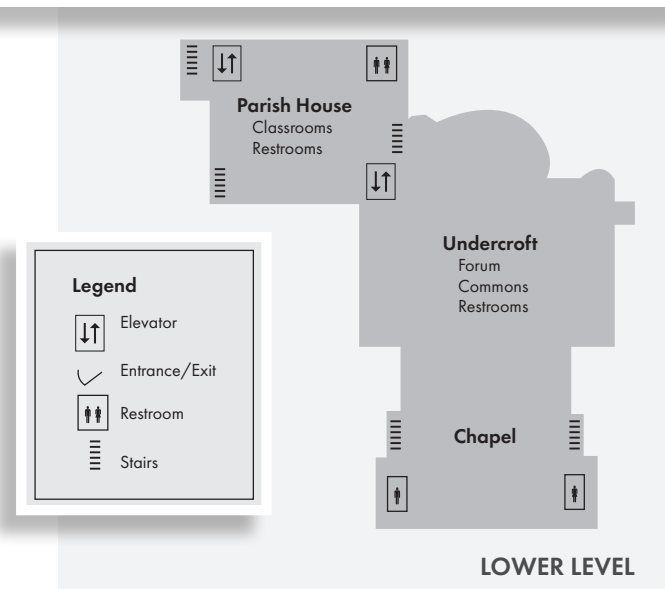 Parish House
Classrooms
Restrooms
Undercroft
Forum
Commons
Restrooms
Legend
Elevator
Entrance/Exit
Restroom
Stairs
Chapel
LOWER LEVEL